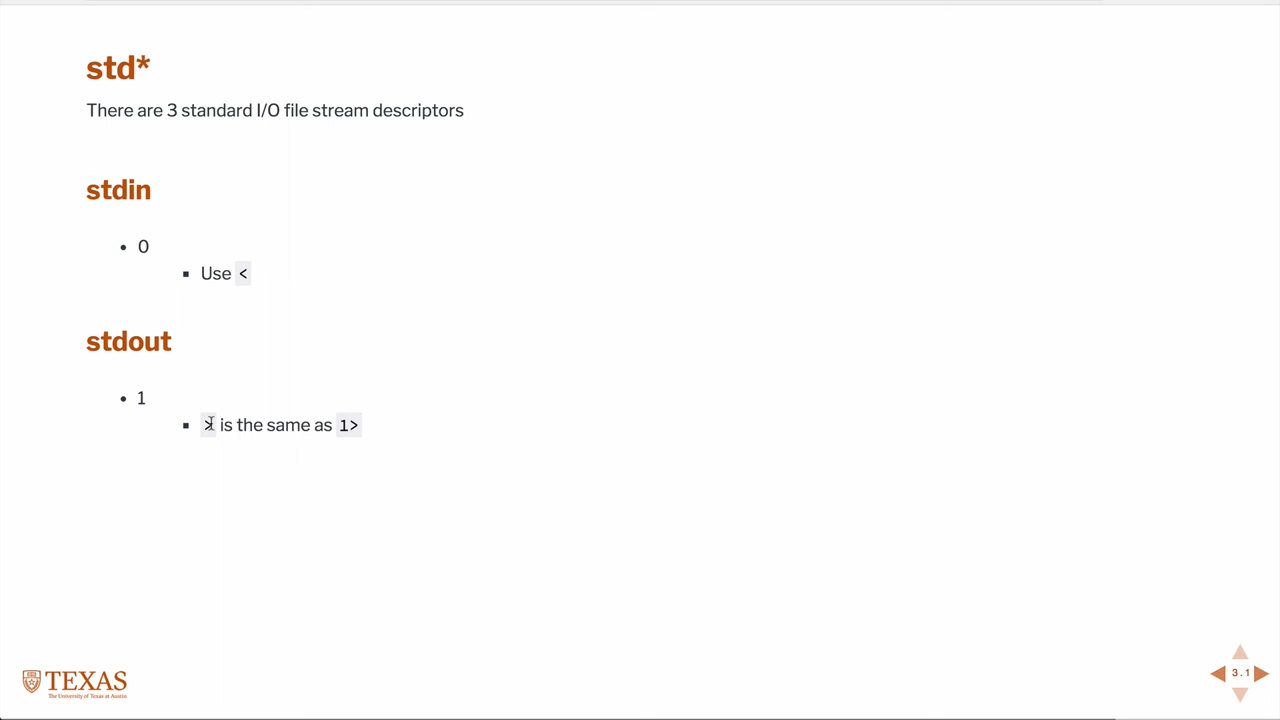 std*
There are 3 standard I/O file stream descriptors
stdin
• 0
▪ Use <
stdout
• 1
▪ > is the same as 1>
TEXAS
The University of Texas at Austin
3.1